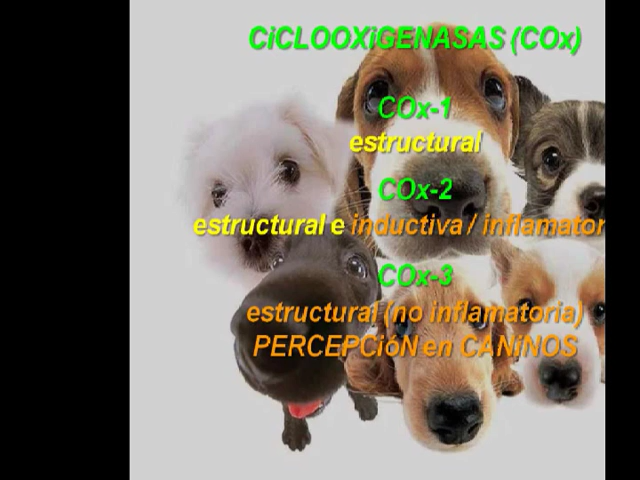 CiCLOOXiGENASAS (COx)
COx-1
estructural
COx-2
estructural e inductiva / inflamator
COx-3
estructural (no inflamatoria)
PERCEPCióN en CANiNOS